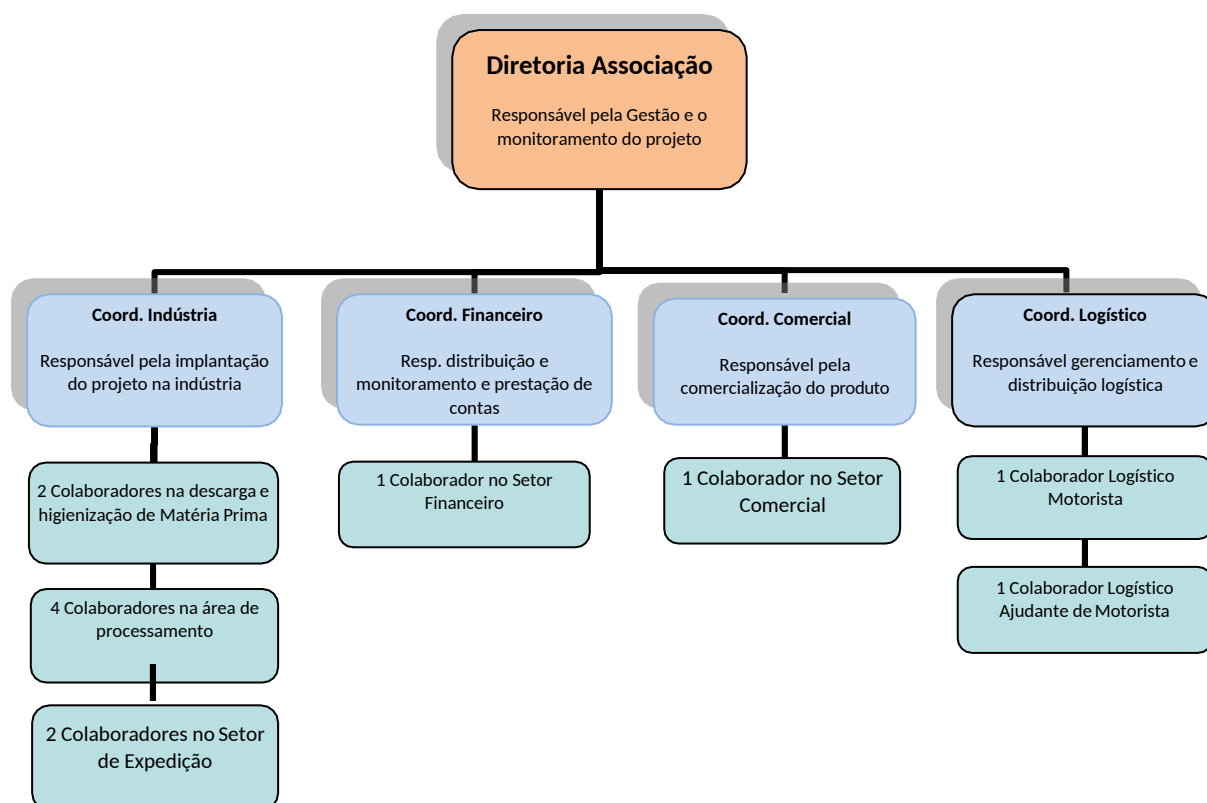 Diretoria Associação
Responsável pela Gestão e o
monitoramento do projeto
Coord. Indústria
Responsável pela implantação
do projeto na indústria
2 Colaboradores na descarga e
higienização de Matéria Prima
4 Colaboradores na área de
processamento
2 Colaboradores no Setor
de Expedição
Coord. Financeiro
Resp. distribuição e
monitoramento e prestação de
contas
1 Colaborador no Setor
Financeiro
Coord. Comercial
Responsável pela
comercialização do produto
1 Colaborador no Setor
Comercial
Coord. Logístico
Responsável gerenciamento e
distribuição logística
1 Colaborador Logístico
Motorista
1 Colaborador Logístico
Ajudante de Motorista